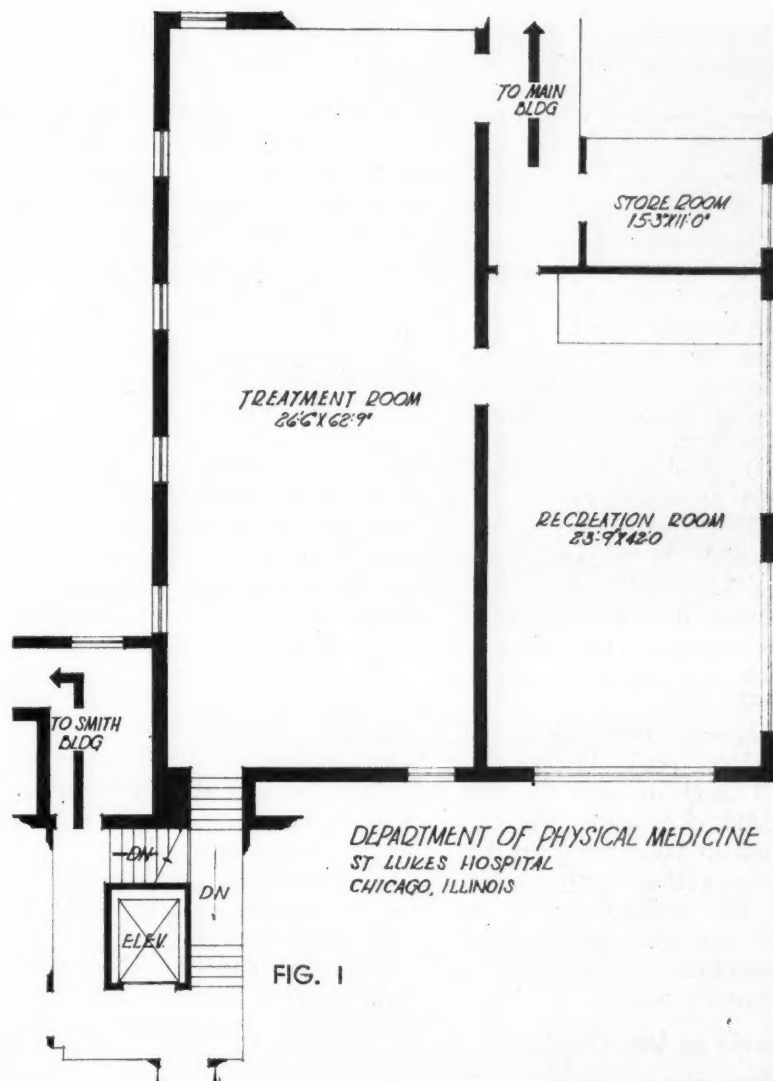 TO MAIN
BLDG
STORE ROOM
15'-3"X11'-0"
TREATMENT ROOM
26'-6"X62'-9"
RECREATION ROOM
23'-9"X42'-0
TO SMITH
BLDG
DEPARTMENT OF PHYSICAL MEDICINE
ST LUKES HOSPITAL
CHICAGO, ILLINOIS
DN
DN
ELEV.
FIG. 1